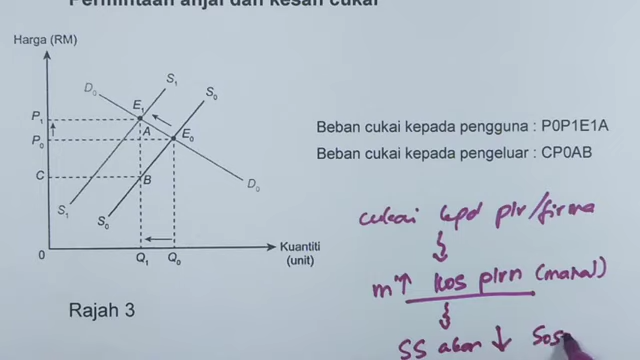 Permintaan anjal dan kesan cukai
Harga (RM)
D₀
S₁
S₀
P₁
E₁
A
P₀
E₀
C
B
D₀
S₁
S₀
0
Q₁
Q₀
Kuantiti
(unit)
Rajah 3
Beban cukai kepada pengguna : P0P1E1A
Beban cukai kepada pengeluar : CP0AB
cukai kpd plr/firma
m↑ kos plrn (mahal)
SS akan ↓ SoS